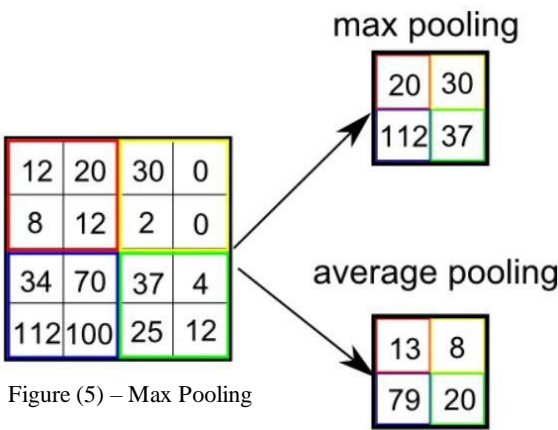 max pooling
20 30
112 37
12 20 30 0
8 12 2 0
34 70 37 4
112 100 25 12
average pooling
13 8
79 20
Figure (5) – Max Pooling